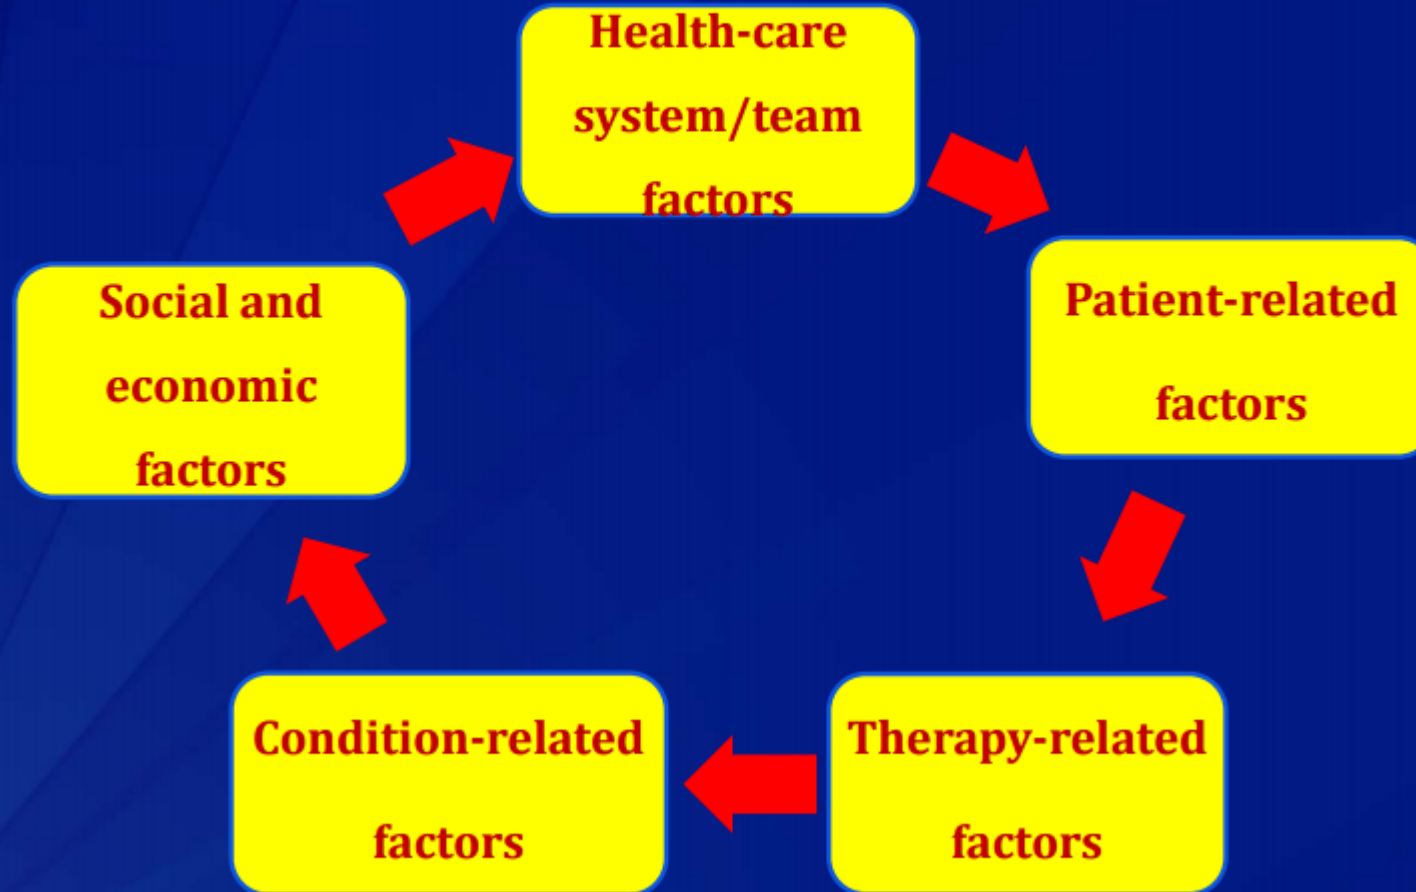 Health-care
system/team
factors
Patient-related
factors
Therapy-related
factors
Condition-related
factors
Social and
economic
factors